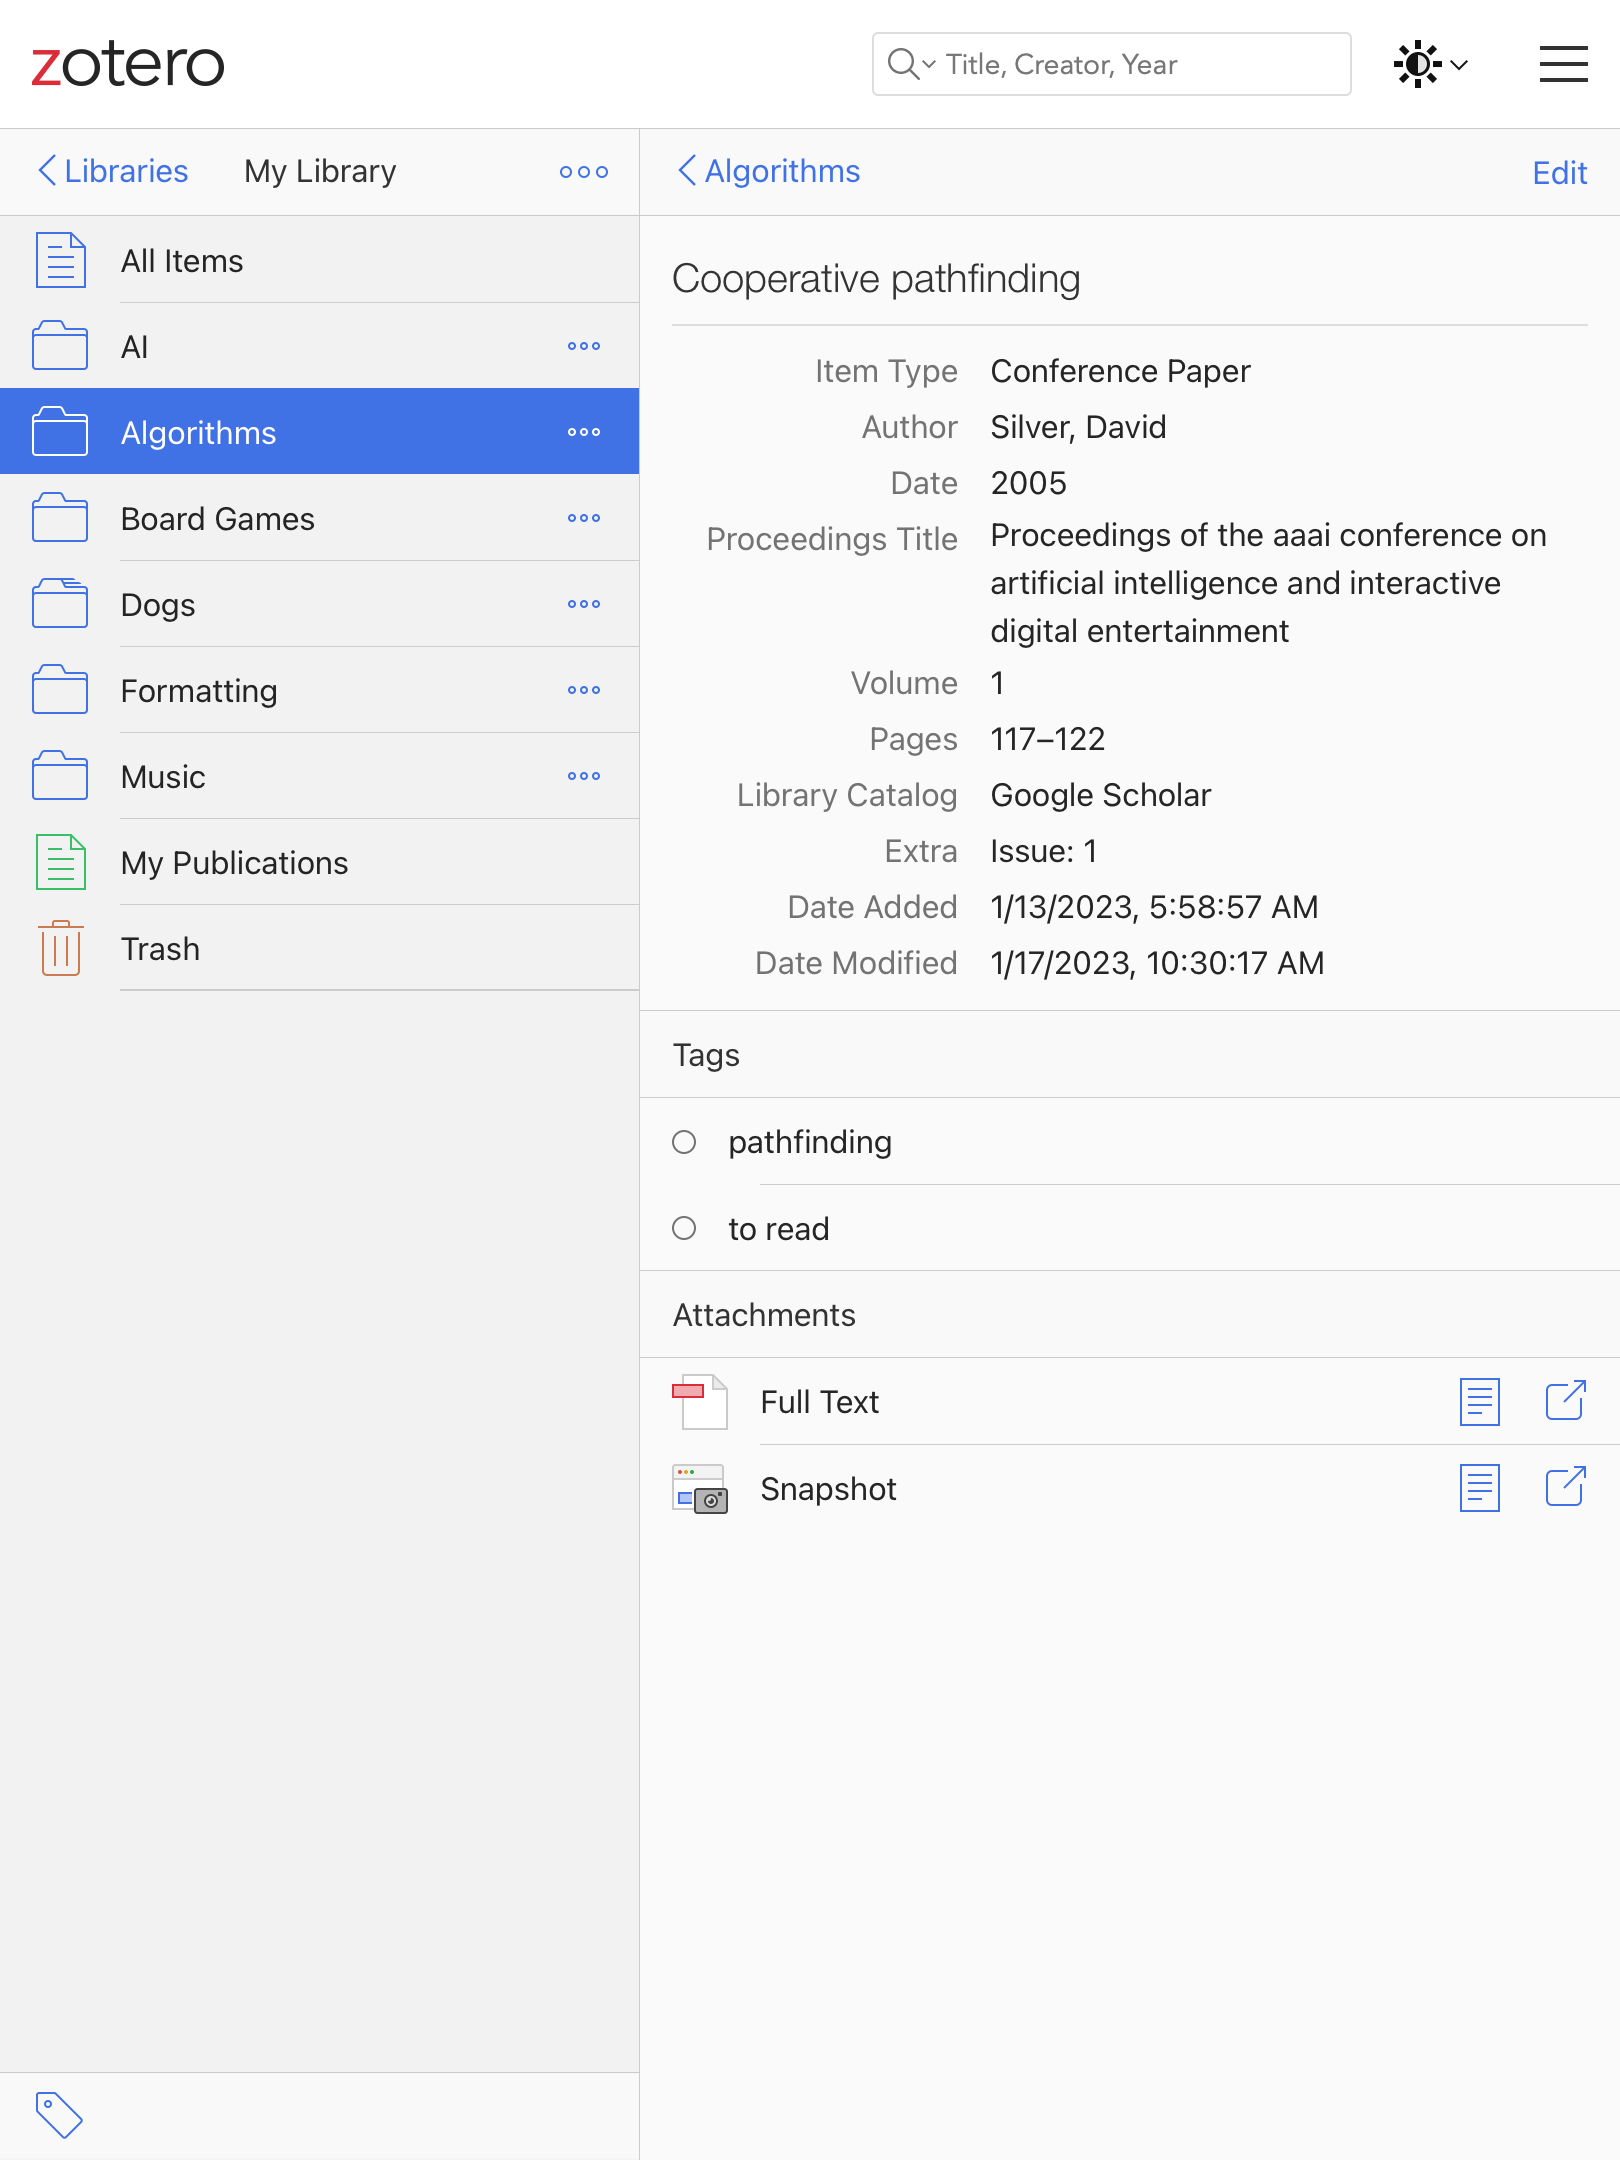 zotero
Title, Creator, Year
Libraries
My Library
All Items
AI
Algorithms
Board Games
Dogs
Formatting
Music
My Publications
Trash
Algorithms
Edit
Cooperative pathfinding
Item Type Conference Paper
Author Silver, David
Date 2005
Proceedings Title Proceedings of the aaai conference on
artificial intelligence and interactive
digital entertainment
Volume 1
Pages 117–122
Library Catalog Google Scholar
Extra Issue: 1
Date Added 1/13/2023, 5:58:57 AM
Date Modified 1/17/2023, 10:30:17 AM
Tags
pathfinding
to read
Attachments
Full Text
Snapshot